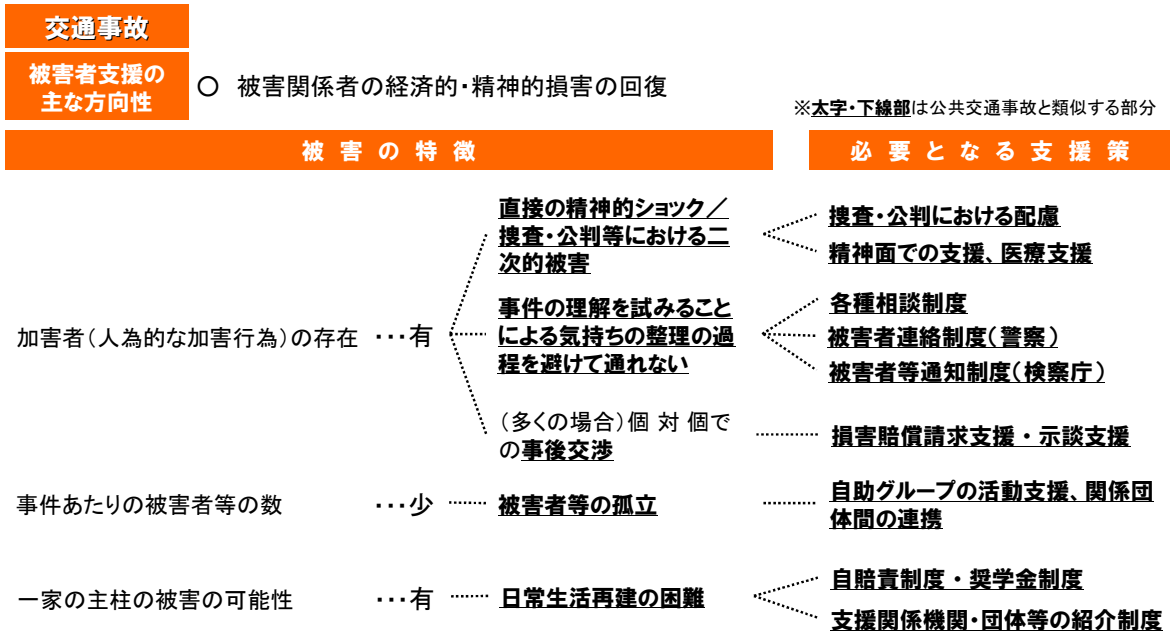 交通事故
被害者支援の
主な方向性
○ 被害関係者の経済的・精神的損害の回復
※太字・下線部は公共交通事故と類似する部分
被害の特徴
必要となる支援策
直接の精神的ショック／
捜査・公判等における二
次的被害
捜査・公判における配慮
精神面での支援、医療支援
加害者（人為的な加害行為）の存在 ・・・有
事件の理解を試みること
による気持ちの整理の過
程を避けて通れない
各種相談制度
被害者連絡制度（警察）
被害者等通知制度（検察庁）
（多くの場合）個 対 個で
の事後交渉
損害賠償請求支援・示談支援
事件あたりの被害者等の数 ・・・少
被害者等の孤立
自助グループの活動支援、関係団
体間の連携
一家の主柱の被害の可能性 ・・・有
日常生活再建の困難
自賠責制度・奨学金制度
支援関係機関・団体等の紹介制度